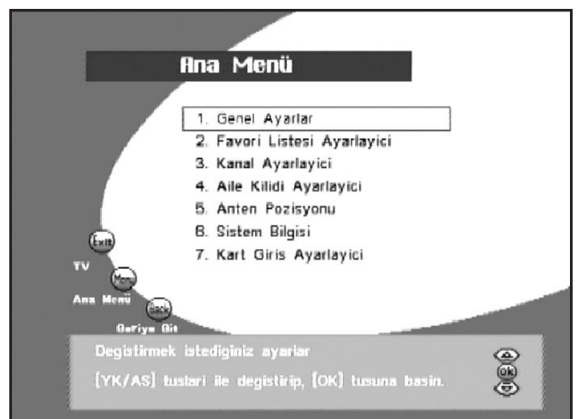 Ana Menü
1. Genel Ayarlar
2. Favori Listesi Ayarlayici
3. Kanal Ayarlayici
4. Aile Kilidi Ayarlayici
5. Anten Pozisyonu
6. Sistem Bilgisi
7. Kart Giris Ayarlayici
Exit
TV
Menu
Ana Menü
Back
Geriye Git
Degistirmek istediginiz ayarlar
[YK/AS] tuslari ile degistirip, [OK] tusuna basin.
ok